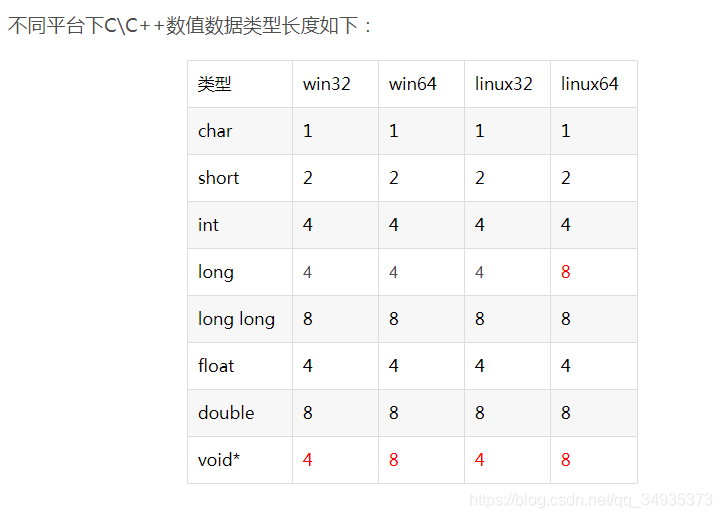 不同平台下C\C++数值数据类型长度如下：
类型 win32 win64 linux32 linux64
char 1 1 1 1
short 2 2 2 2
int 4 4 4 4
long 4 4 4 8
long long 8 8 8 8
float 4 4 4 4
double 8 8 8 8
void* 4 8 4 8
https://blog.csdn.net/qq_34935373